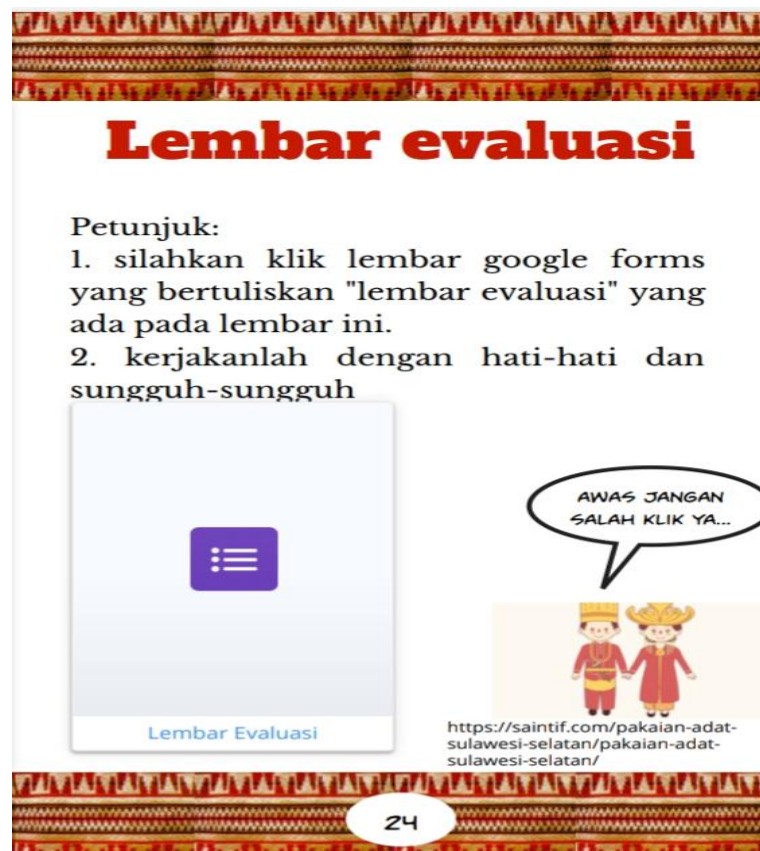 Lembar evaluasi
Petunjuk:
1. silahkan klik lembar google forms
yang bertuliskan "lembar evaluasi" yang
ada pada lembar ini.
2. kerjakanlah dengan hati-hati dan
sungguh-sungguh
AWAS JANGAN
SALAH KLIK YA...
Lembar Evaluasi
https://saintif.com/pakaian-adat-
sulawesi-selatan/pakaian-adat-
sulawesi-selatan/
24